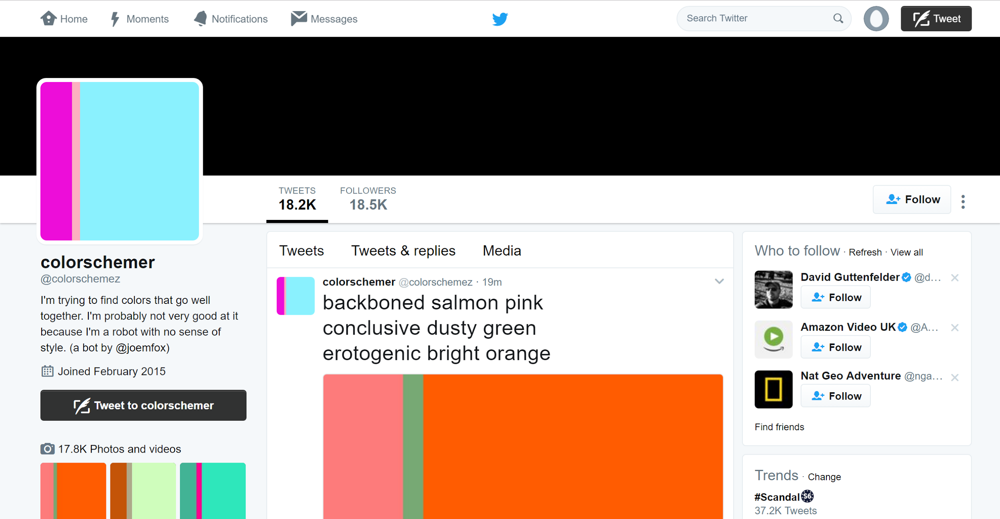 Home
Moments
Notifications
Messages
Search Twitter
Tweet
TWEETS
18.2K
FOLLOWERS
18.5K
Follow
colorschemer
@colorschemez
I'm trying to find colors that go well
together. I'm probably not very good at it
because I'm a robot with no sense of
style. (a bot by @joemfox)
Joined February 2015
Tweet to colorschemer
17.8K Photos and videos
Tweets
Tweets & replies
Media
colorschemer @colorschemez · 19m
backboned salmon pink
conclusive dusty green
erotogenic bright orange
Who to follow · Refresh · View all
David Guttenfelder @d...
Follow
Amazon Video UK @A...
Follow
Nat Geo Adventure @nga...
Follow
Find friends
Trends · Change
#Scandal S6
37.2K Tweets